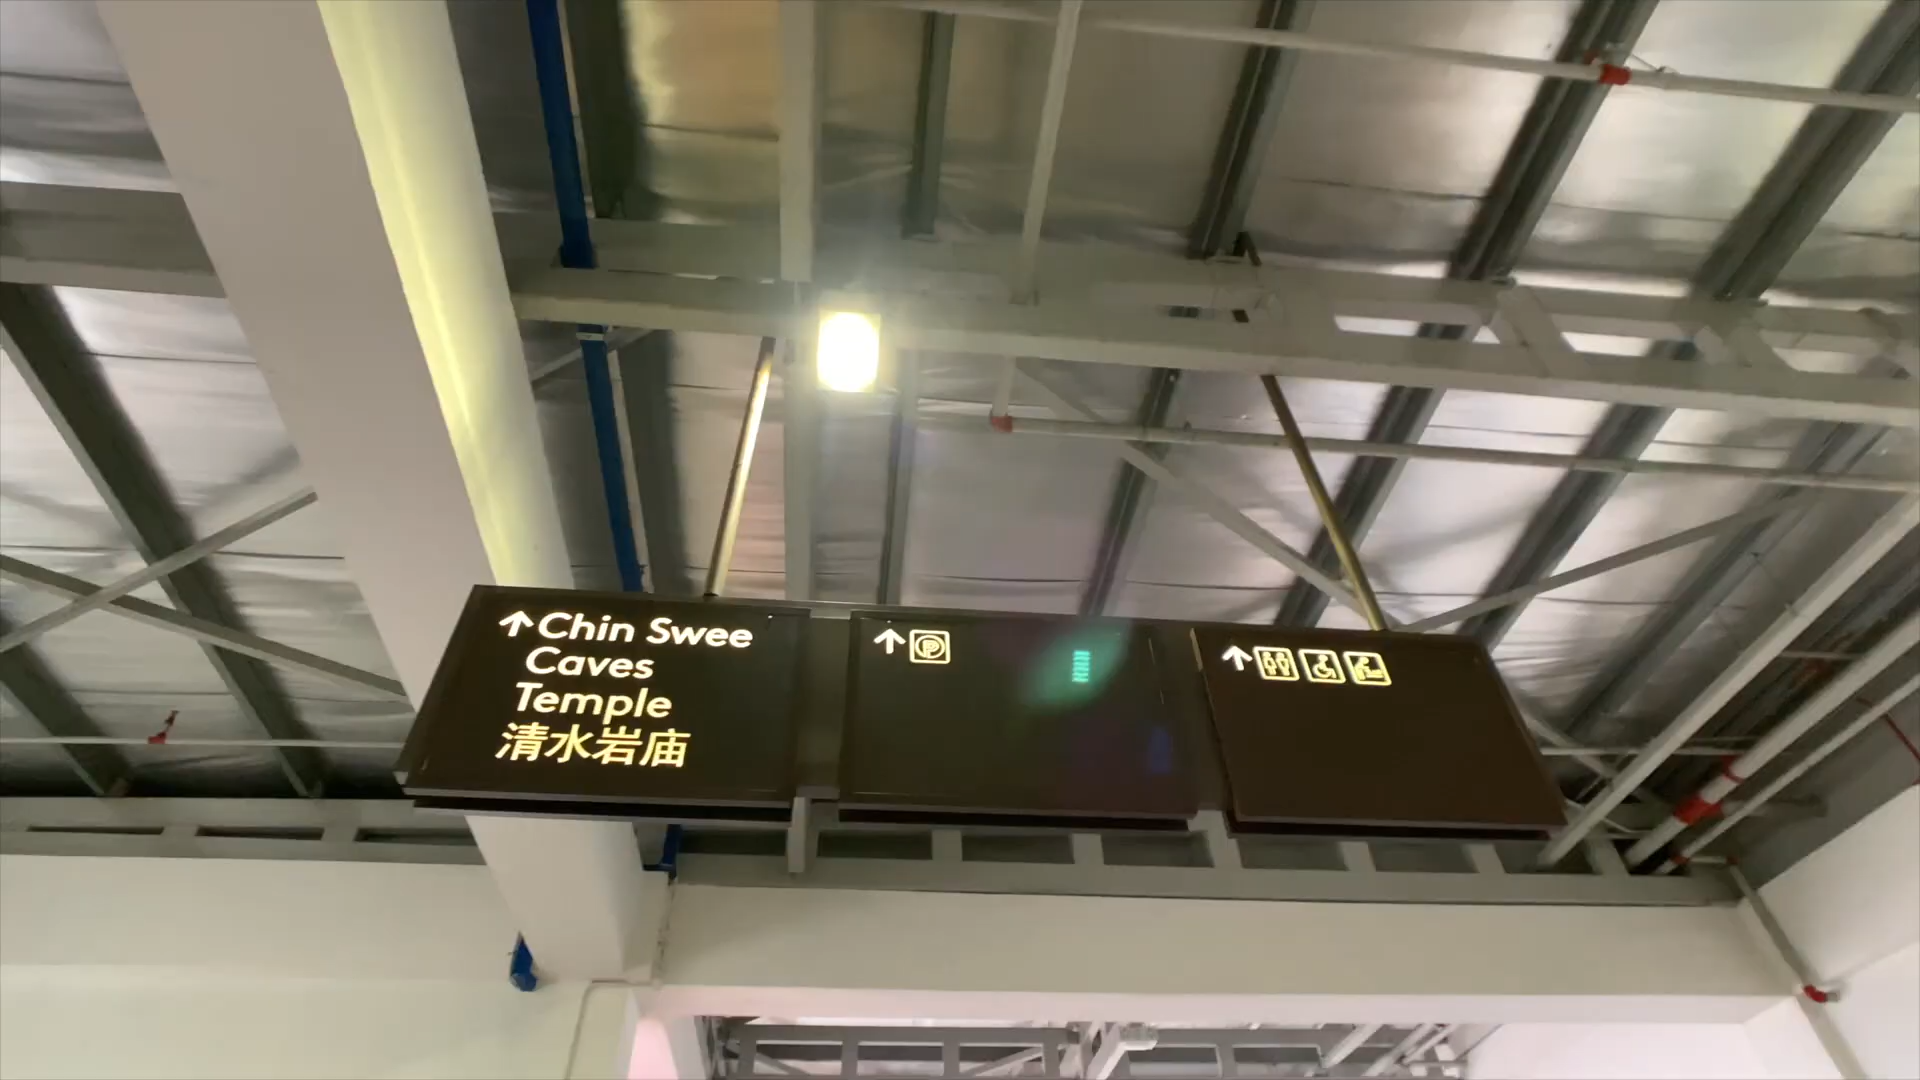 ↑Chin Swee
Caves
Temple
清水岩庙
↑ P
↑